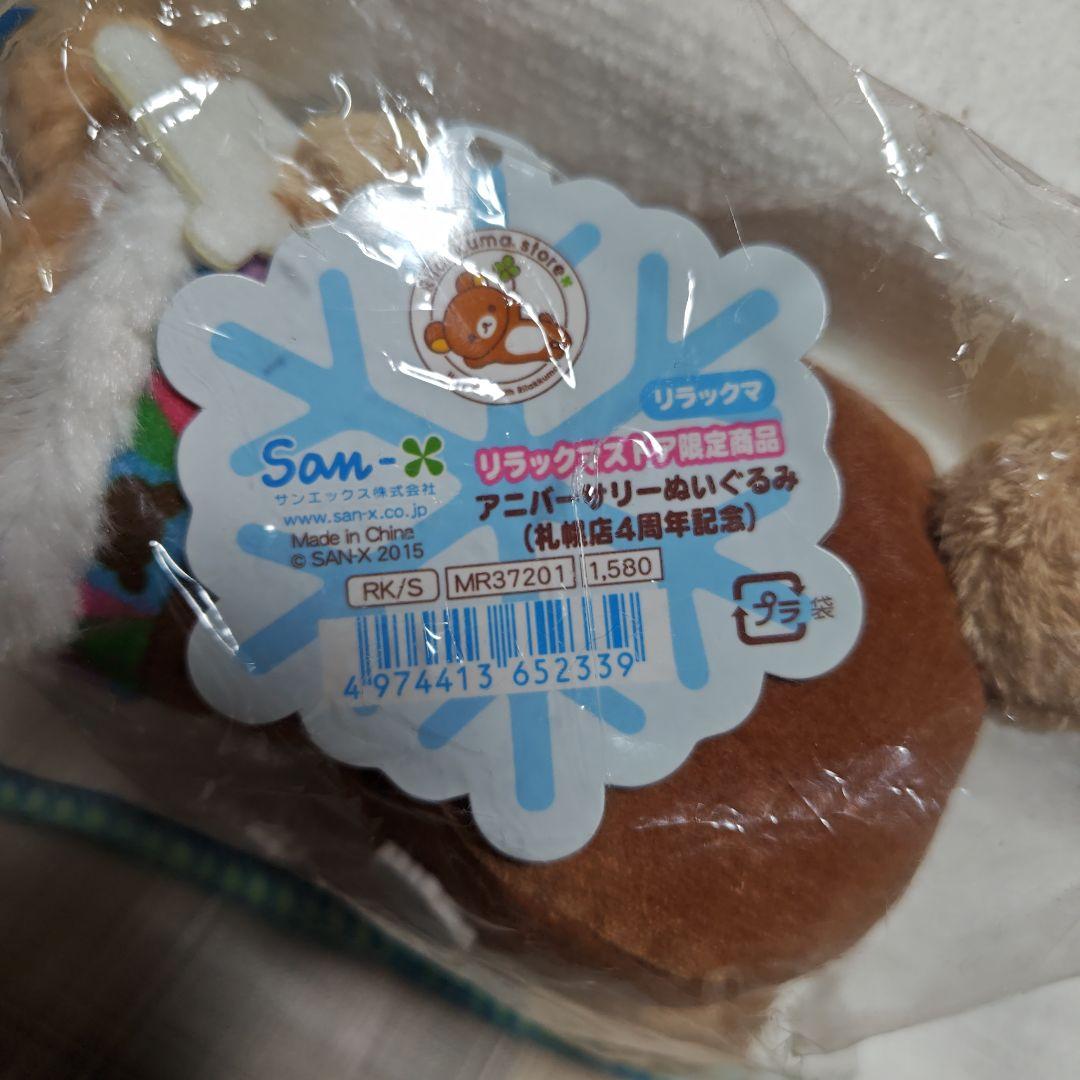 Rilakkuma store
リラックマ
San-X
サンエックス株式会社
www.san-x.co.jp
Made in China
© SAN-X 2015
リラックマストア限定商品
アニバーサリーぬいぐるみ
(札幌店4周年記念)
RK/S MR37201 1,580
4 974413 652339
プラ 袋